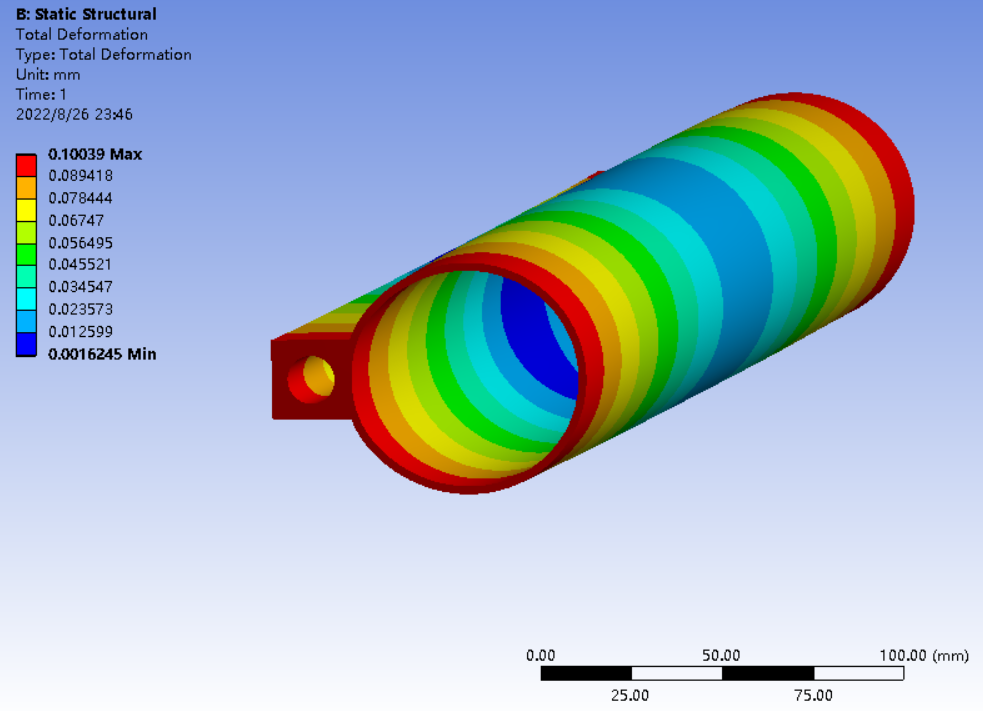 B: Static Structural
Total Deformation
Type: Total Deformation
Unit: mm
Time: 1
2022/8/26 23:46
0.10039 Max
0.089418
0.078444
0.06747
0.056495
0.045521
0.034547
0.023573
0.012599
0.0016245 Min
0.00 50.00 100.00 (mm)
25.00 75.00